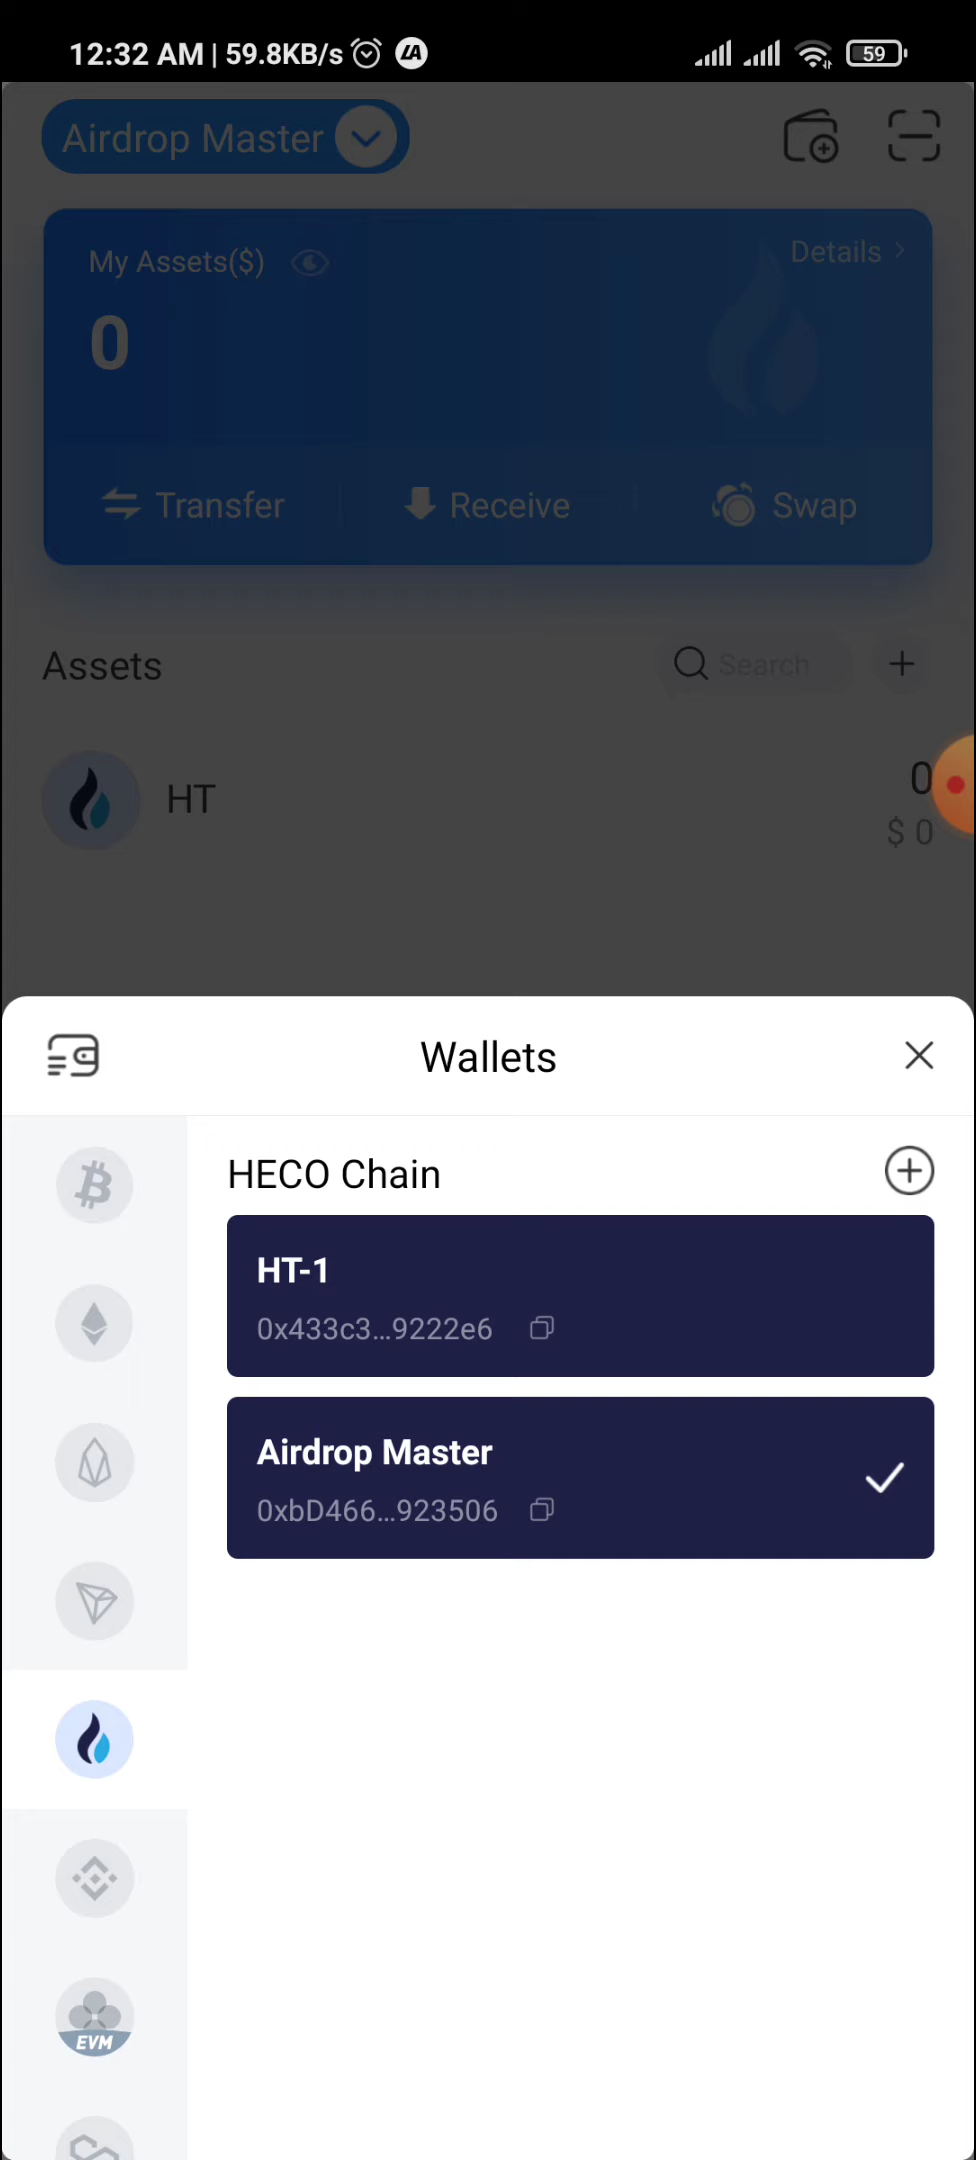 12:32 AM | 59.8KB/s
59
Airdrop Master
My Assets($)
Details
0
Transfer
Receive
Swap
Assets
Search
HT
0
$ 0
Wallets
HECO Chain
HT-1
0x433c3...9222e6
Airdrop Master
0xbD466...923506
EVM